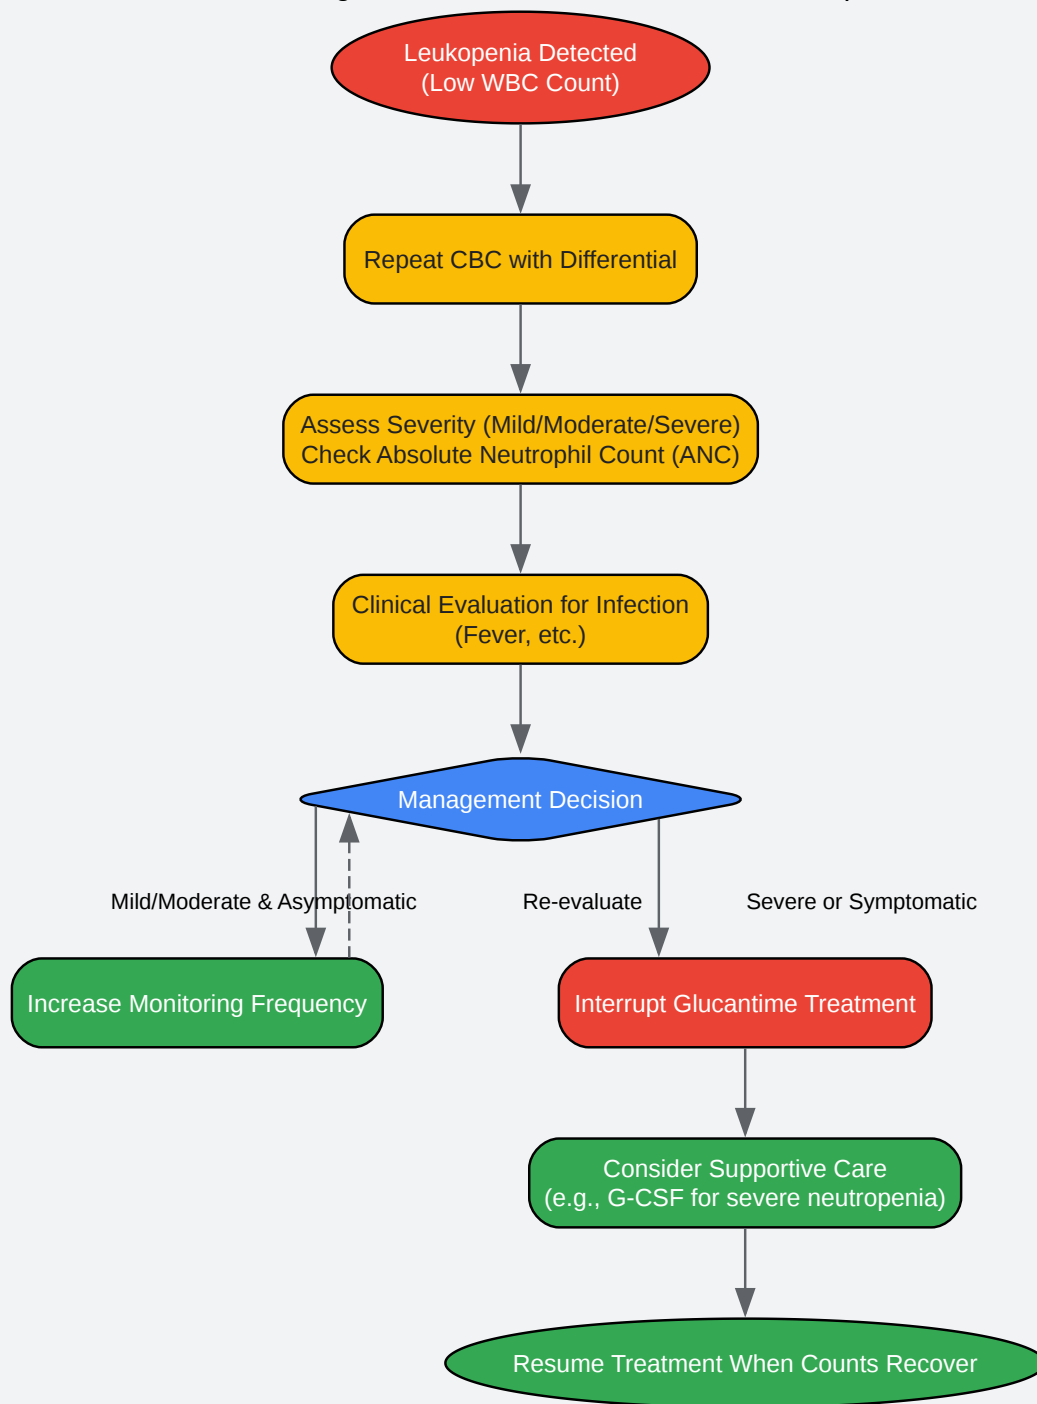 Leukopenia Detected
(Low WBC Count)
Repeat CBC with Differential
Assess Severity (Mild/Moderate/Severe)
Check Absolute Neutrophil Count (ANC)
Clinical Evaluation for Infection
(Fever, etc.)
Management Decision
Mild/Moderate & Asymptomatic
Re-evaluate
Severe or Symptomatic
Increase Monitoring Frequency
Interrupt Glucantime Treatment
Consider Supportive Care
(e.g., G-CSF for severe neutropenia)
Resume Treatment When Counts Recover